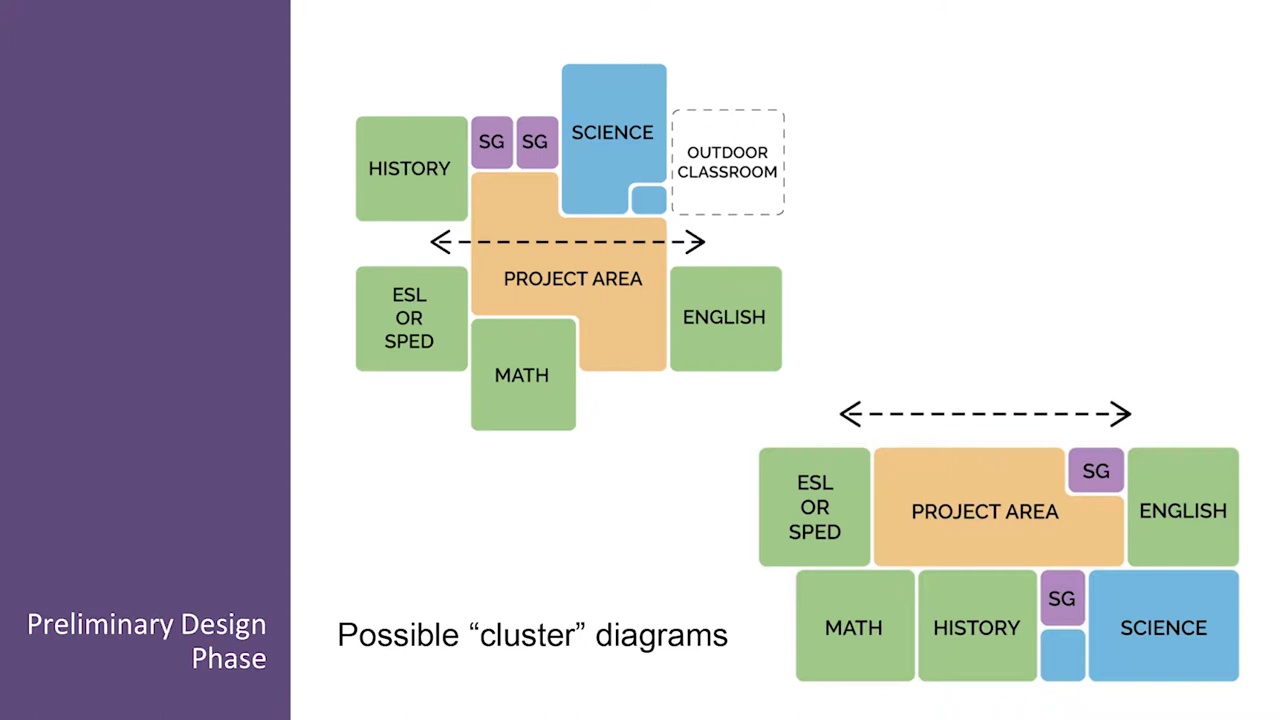 SCIENCE
SG SG
HISTORY
OUTDOOR
CLASSROOM
PROJECT AREA
ESL
OR
SPED
ENGLISH
MATH
SG
ESL
OR
SPED
PROJECT AREA
ENGLISH
SG
MATH
HISTORY
SCIENCE
Possible “cluster” diagrams
Preliminary Design
Phase